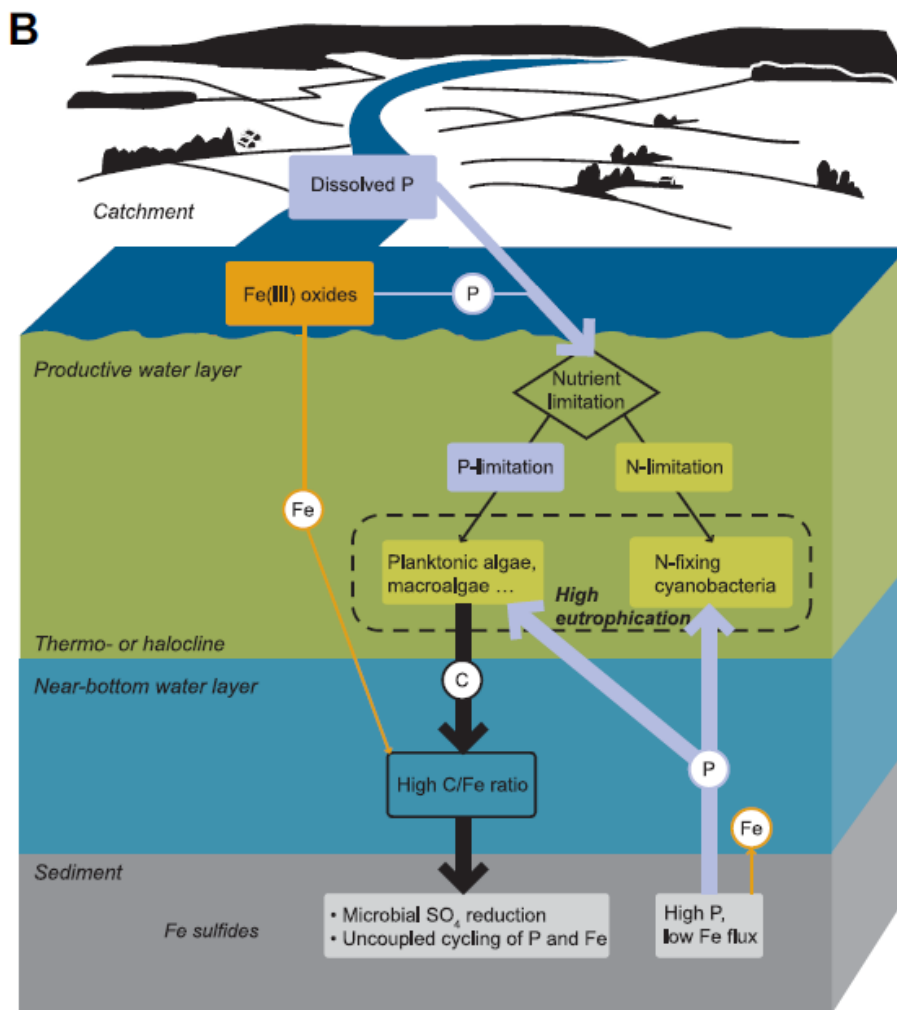 B
Dissolved P
Catchment
Fe(III) oxides
P
Productive water layer
Nutrient
limitation
P-limitation
N-limitation
Fe
Planktonic algae,
macroalgae ...
N-fixing
cyanobacteria
High
eutrophication
Thermo- or halocline
Near-bottom water layer
C
P
High C/Fe ratio
Fe
Sediment
Fe sulfides
• Microbial SO₄ reduction
• Uncoupled cycling of P and Fe
High P,
low Fe flux